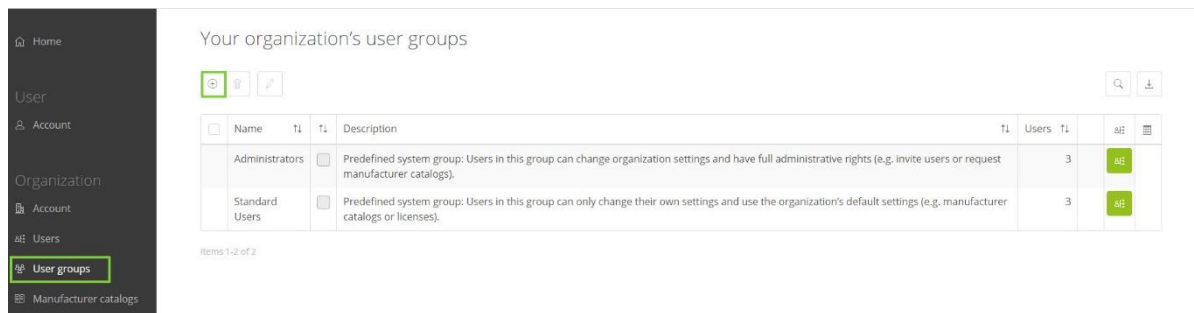 Home
User
Account
Organization
Account
Users
User groups
Manufacturer catalogs
Your organization's user groups
Name Description Users
Administrators Predefined system group: Users in this group can change organization settings and have full administrative rights (e.g. invite users or request 3
manufacturer catalogs).
Standard Predefined system group: Users in this group can only change their own settings and use the organization's default settings (e.g. manufacturer 3
Users catalogs or licenses).
Items 1-2 of 2